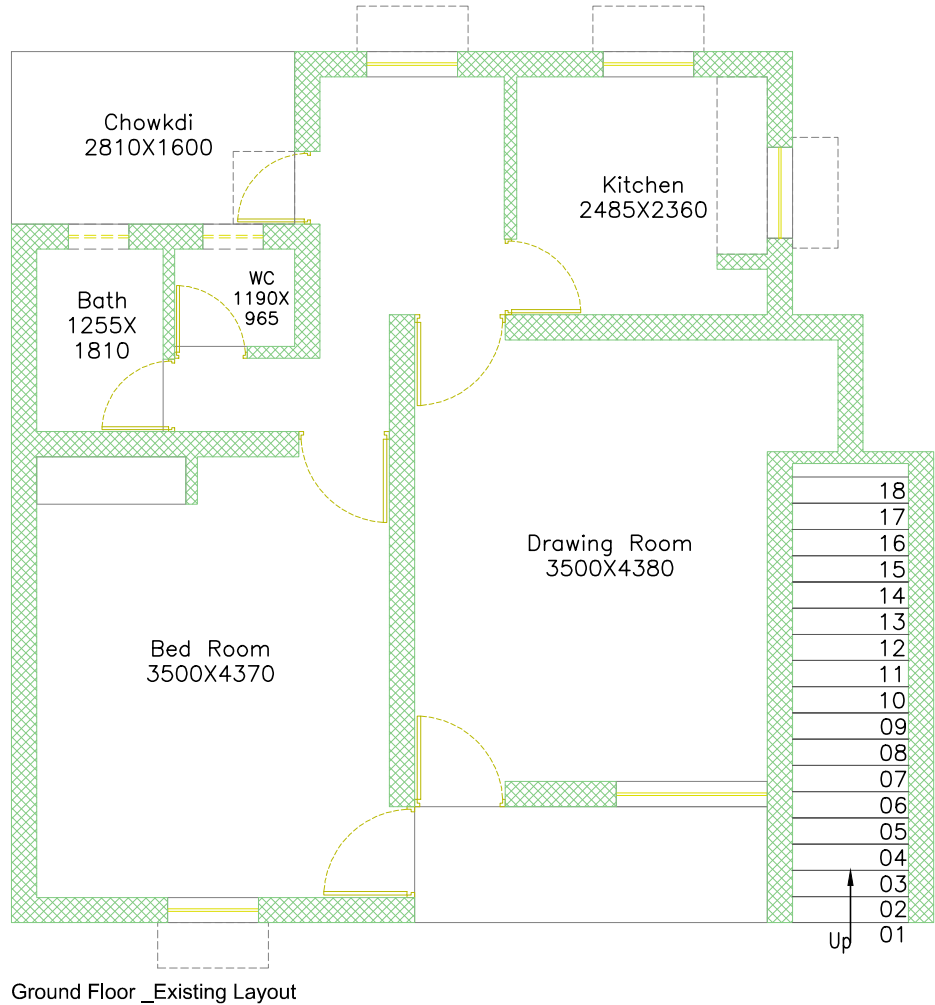 Chowkdi
2810X1600
Kitchen
2485X2360
WC
1190X
965
Bath
1255X
1810
Drawing Room
3500X4380
Bed Room
3500X4370
18
17
16
15
14
13
12
11
10
09
08
07
06
05
04
03
02
01
Up
Ground Floor _Existing Layout